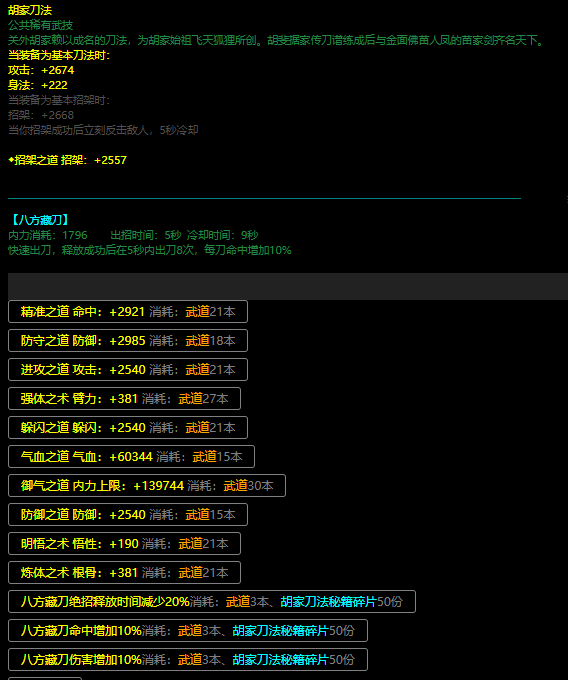 胡家刀法
公共稀有武技
关外胡家赖以成名的刀法，为胡家始祖飞天狐狸所创。胡斐据家传刀谱练成后与金面佛苗人凤的苗家剑齐名天下。
当装备为基本刀法时：
攻击：+2674
身法：+222
当装备为基本招架时：
招架：+2668
当你招架成功后立刻反击敌人，5秒冷却
◆招架之道 招架：+2557
【八方藏刀】
内力消耗：1796 出招时间：5秒 冷却时间：9秒
快速出刀，释放成功后在5秒内出刀8次，每刀命中增加10%
精准之道 命中：+2921 消耗：武道21本
防守之道 防御：+2985 消耗：武道18本
进攻之道 攻击：+2540 消耗：武道21本
强体之术 臂力：+381 消耗：武道27本
躲闪之道 躲闪：+2540 消耗：武道21本
气血之道 气血：+60344 消耗：武道15本
御气之道 内力上限：+139744 消耗：武道30本
防御之道 防御：+2540 消耗：武道15本
明悟之术 悟性：+190 消耗：武道21本
炼体之术 根骨：+381 消耗：武道21本
八方藏刀绝招释放时间减少20%消耗：武道3本、胡家刀法秘籍碎片50份
八方藏刀命中增加10%消耗：武道3本、胡家刀法秘籍碎片50份
八方藏刀伤害增加10%消耗：武道3本、胡家刀法秘籍碎片50份